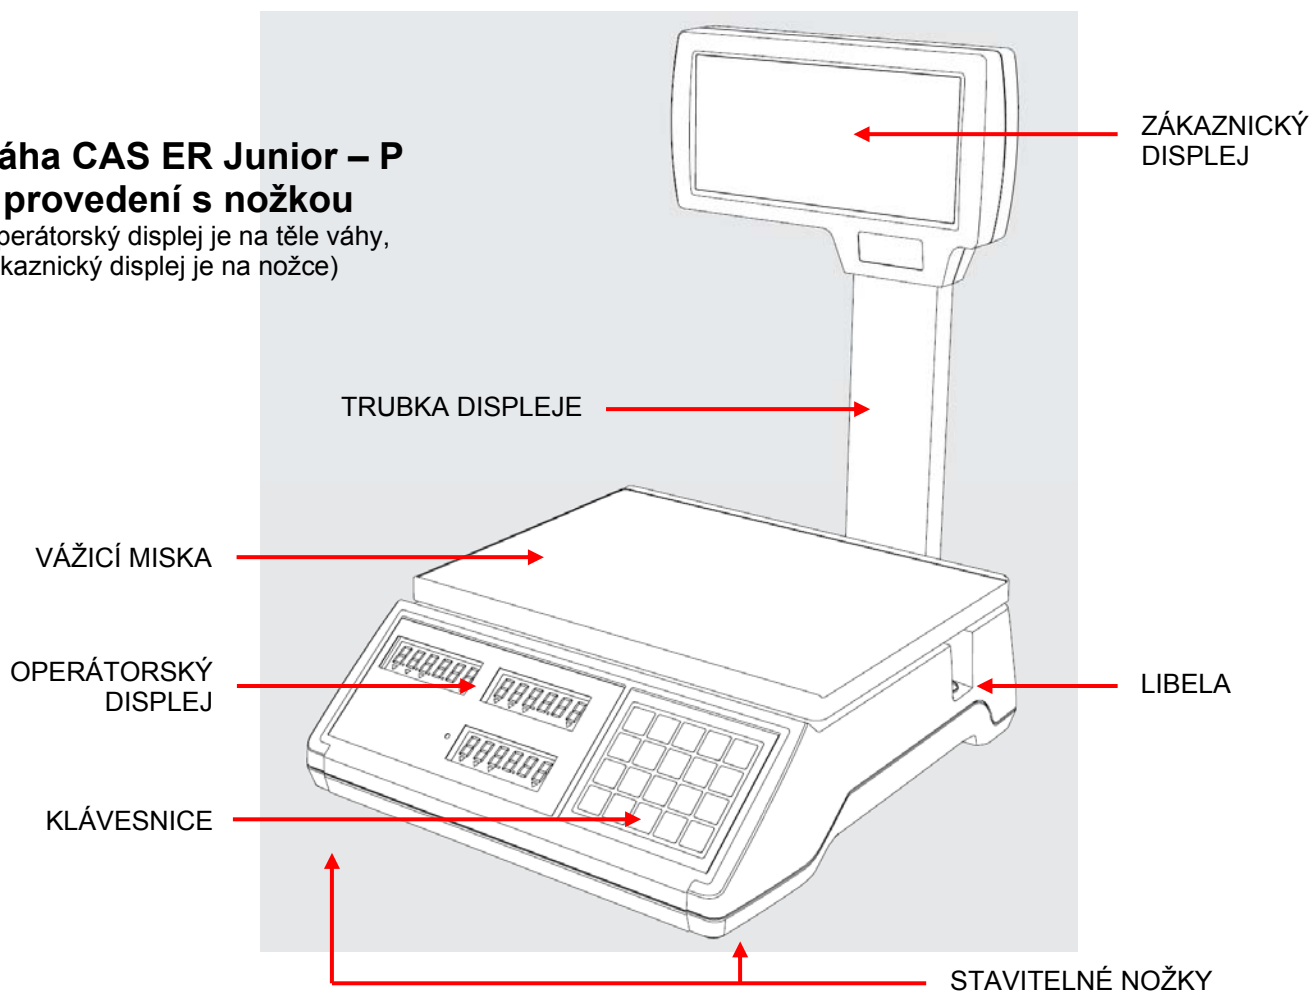 áha CAS ER Junior – P
provedení s nožkou
perátorský displej je na těle váhy,
kaznický displej je na nožce)
ZÁKAZNICKÝ
DISPLEJ
TRUBKA DISPLEJE
VÁŽICÍ MISKA
OPERÁTORSKÝ
DISPLEJ
LIBELA
KLÁVESNICE
STAVITELNÉ NOŽKY